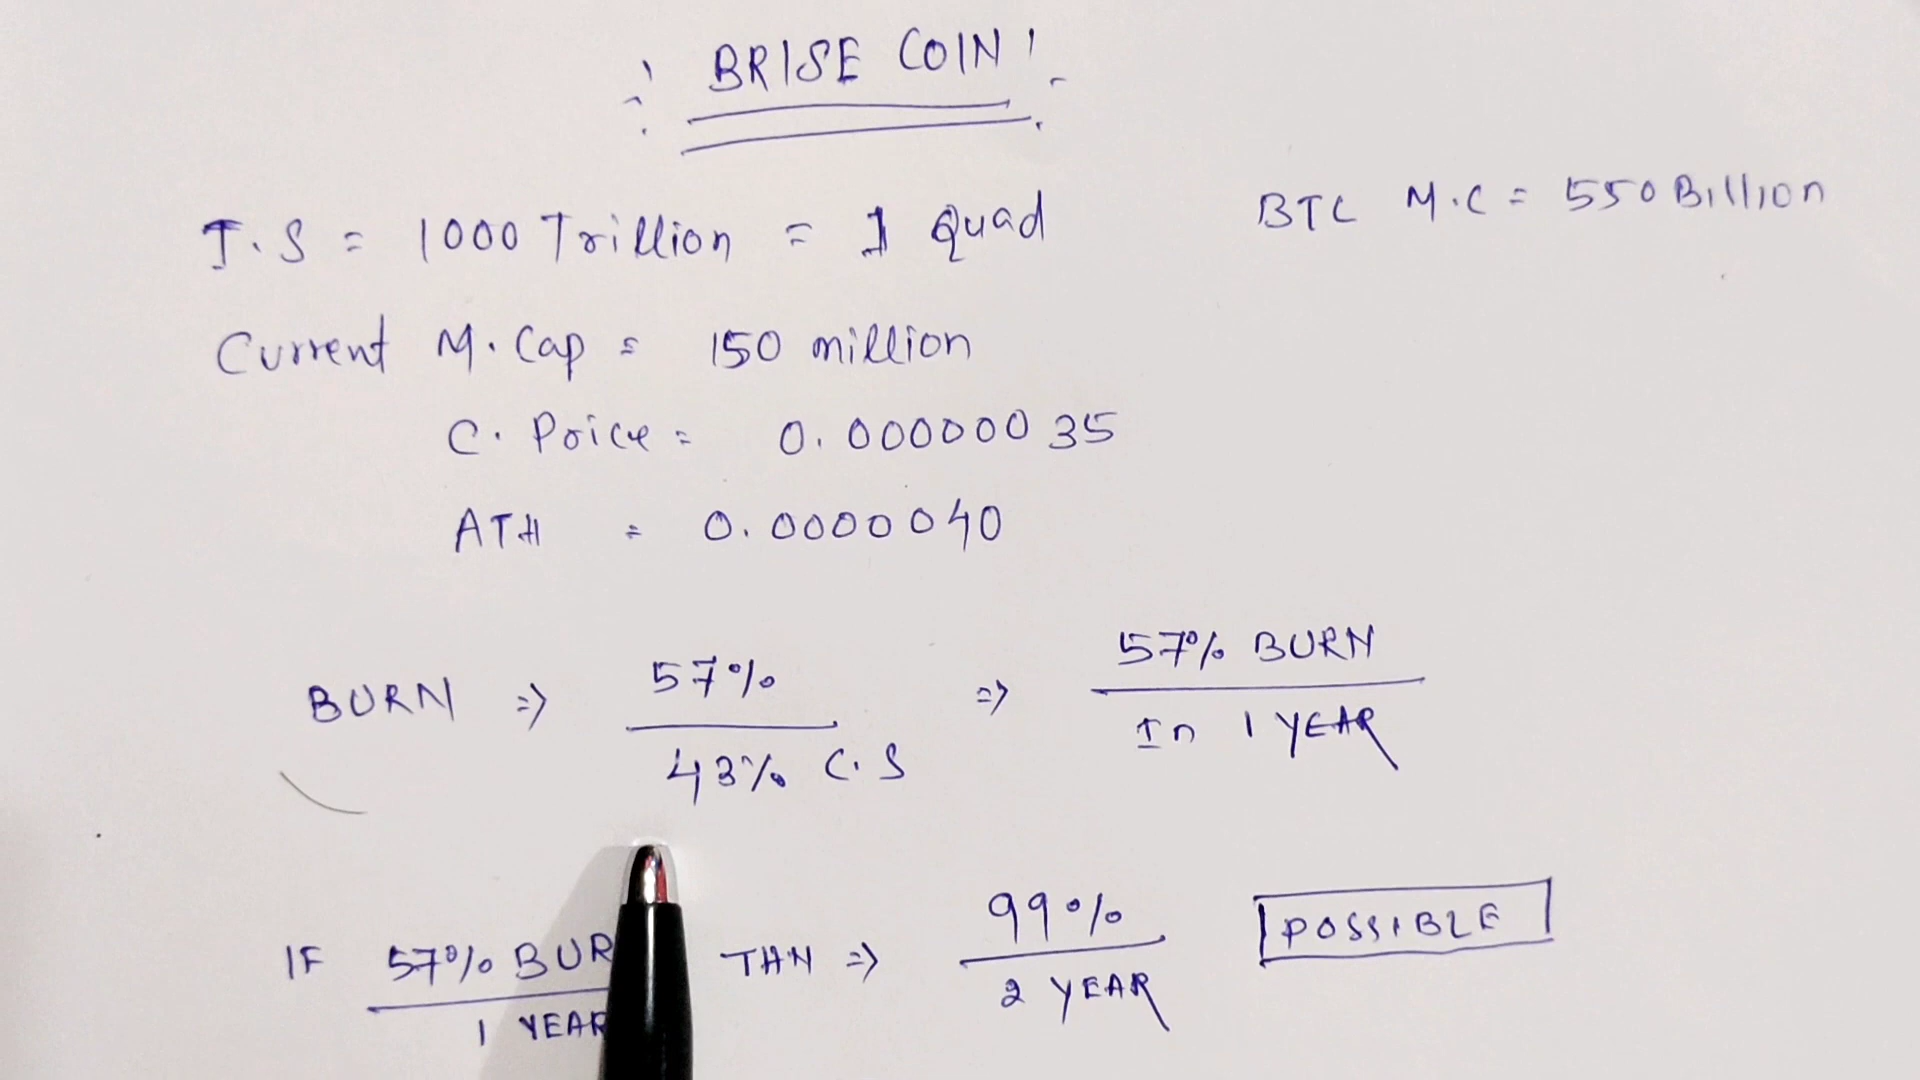 BRISE COIN
T.S = 1000 Trillion = 1 Quad
BTC M.C = 550 Billion
Current M. Cap = 150 million
C. Price = 0.00000035
ATH = 0.0000040
BURN => 57% => 57% BURN
43% C.S In 1 YEAR
IF 57% BUR THN => 99% POSSIBLE
1 YEAR 2 YEAR